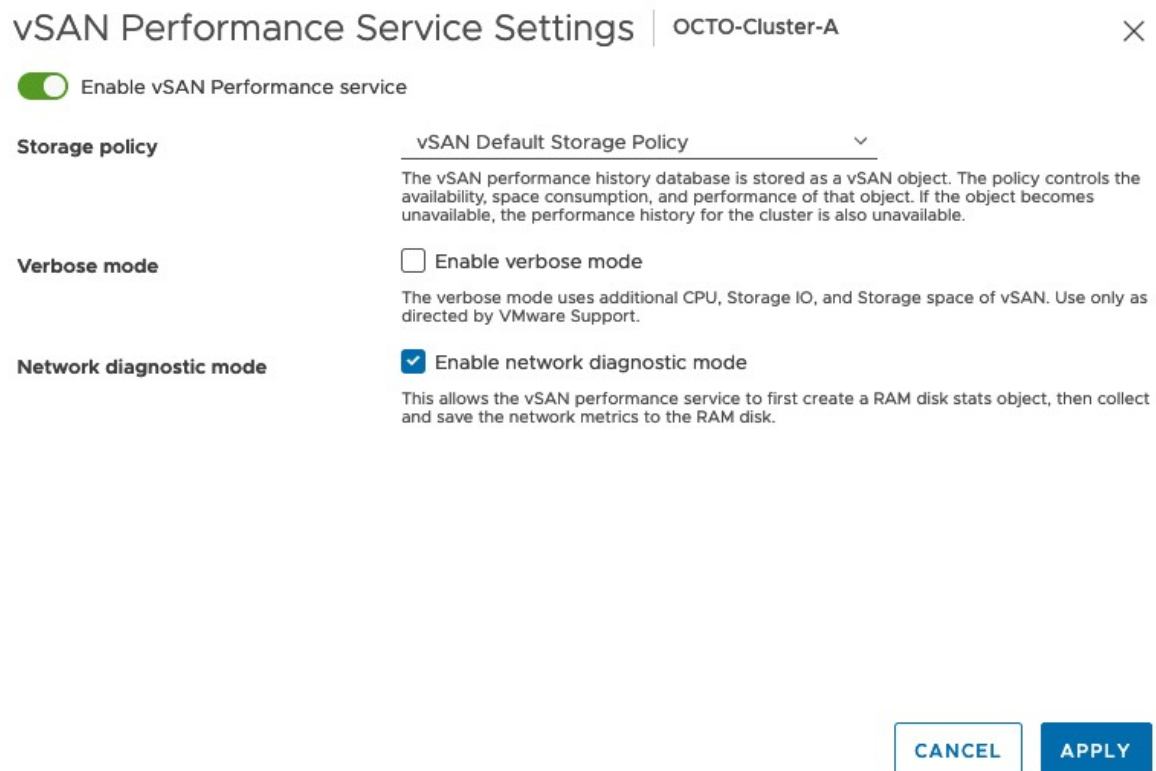 vSAN Performance Service Settings | OCTO-Cluster-A
Enable vSAN Performance service
Storage policy
vSAN Default Storage Policy
The vSAN performance history database is stored as a vSAN object. The policy controls the
availability, space consumption, and performance of that object. If the object becomes
unavailable, the performance history for the cluster is also unavailable.
Verbose mode
Enable verbose mode
The verbose mode uses additional CPU, Storage IO, and Storage space of vSAN. Use only as
directed by VMware Support.
Network diagnostic mode
Enable network diagnostic mode
This allows the vSAN performance service to first create a RAM disk stats object, then collect
and save the network metrics to the RAM disk.
CANCEL
APPLY